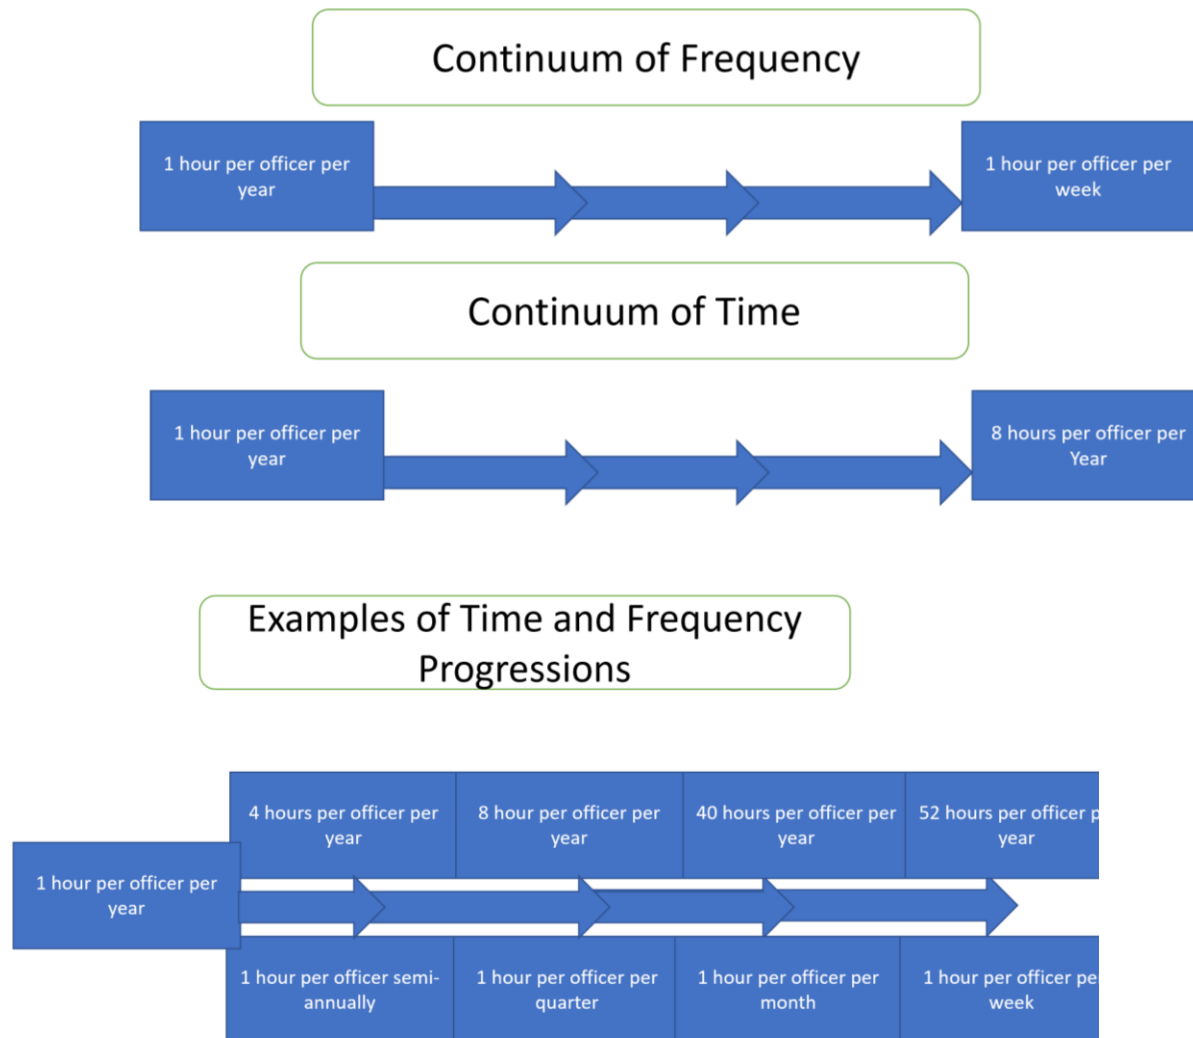 Continuum of Frequency
1 hour per officer per
year
1 hour per officer per
week
Continuum of Time
1 hour per officer per
year
8 hours per officer per
Year
Examples of Time and Frequency
Progressions
4 hours per officer per
year
8 hour per officer per
year
40 hours per officer per
year
52 hours per officer p
year
1 hour per officer per
year
1 hour per officer semi-
annually
1 hour per officer per
quarter
1 hour per officer per
month
1 hour per officer pe
week